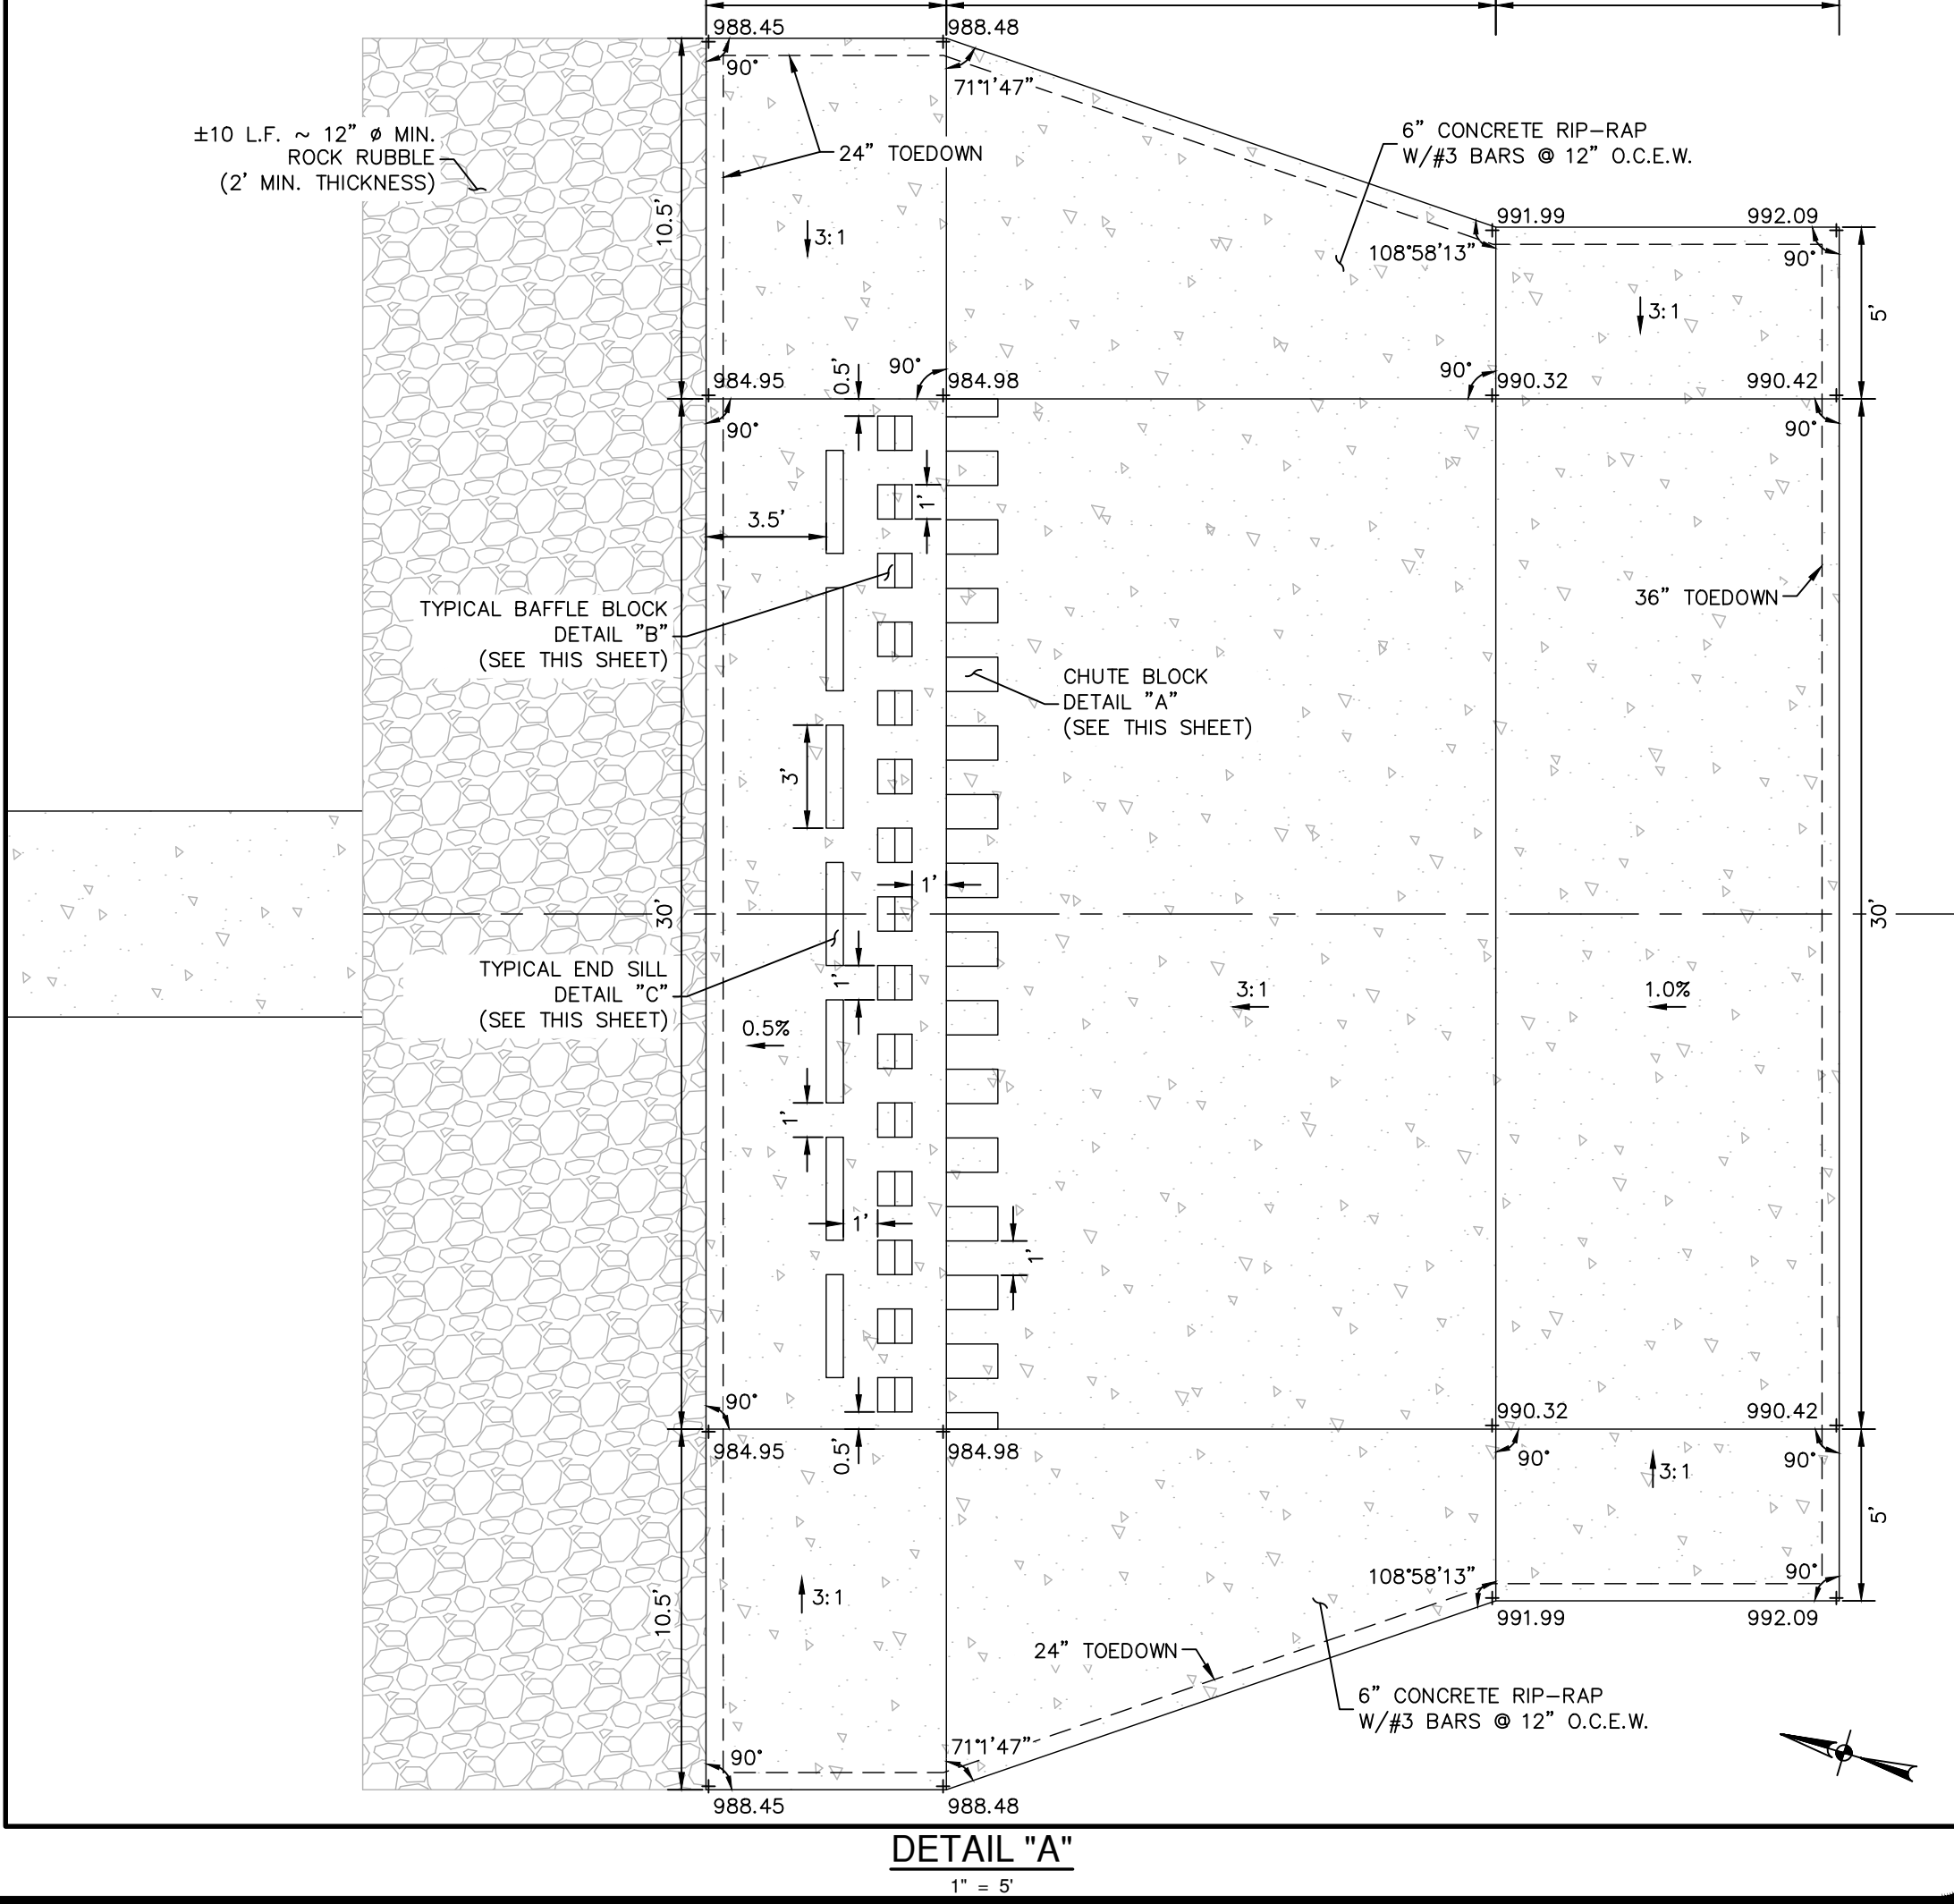 988.45
988.48
90°
71°1'47"
±10 L.F. ~ 12" ø MIN.
ROCK RUBBLE
(2' MIN. THICKNESS)
24" TOEDOWN
6" CONCRETE RIP-RAP
W/#3 BARS @ 12" O.C.E.W.
10.5'
3:1
991.99
992.09
108°58'13"
90°
3:1
5'
984.95
0.5'
90°
984.98
90°
990.32
990.42
90°
90°
1'
3.5'
TYPICAL BAFFLE BLOCK
DETAIL "B"
(SEE THIS SHEET)
36" TOEDOWN
CHUTE BLOCK
DETAIL "A"
(SEE THIS SHEET)
3'
1'
30'
30'
TYPICAL END SILL
DETAIL "C"
(SEE THIS SHEET)
1'
0.5%
3:1
1.0%
1'
1'
1'
90°
984.95
0.5'
984.98
990.32
990.42
90°
90°
3:1
5'
10.5'
3:1
108°58'13"
90°
991.99
992.09
24" TOEDOWN
6" CONCRETE RIP-RAP
W/#3 BARS @ 12" O.C.E.W.
90°
71°1'47"
988.45
988.48
DETAIL "A"
1" = 5'